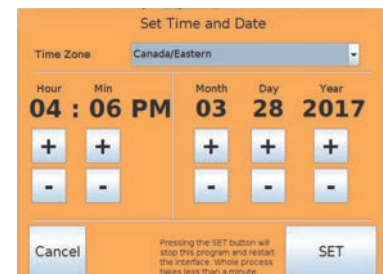 Set Time and Date
Time Zone Canada/Eastern
Hour Min Month Day Year
04 : 06 PM 03 28 2017
+ + + + +
- - - - -
Cancel
Pressing the SET button will
stop this program and restart
the interface. Whole process
takes less than a minute.
SET